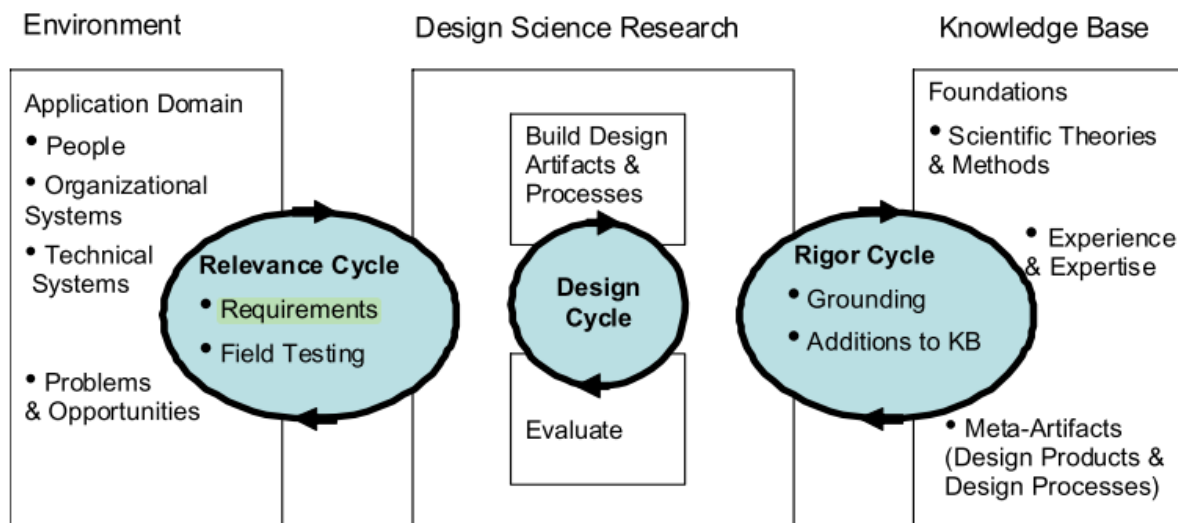 Environment
Design Science Research
Knowledge Base
Application Domain
• People
• Organizational
Systems
• Technical
Systems
• Problems
& Opportunities
Relevance Cycle
• Requirements
• Field Testing
Build Design
Artifacts &
Processes
Design
Cycle
Evaluate
Rigor Cycle
• Grounding
• Additions to KB
Foundations
• Scientific Theories
& Methods
• Experience
& Expertise
• Meta-Artifacts
(Design Products &
Design Processes)